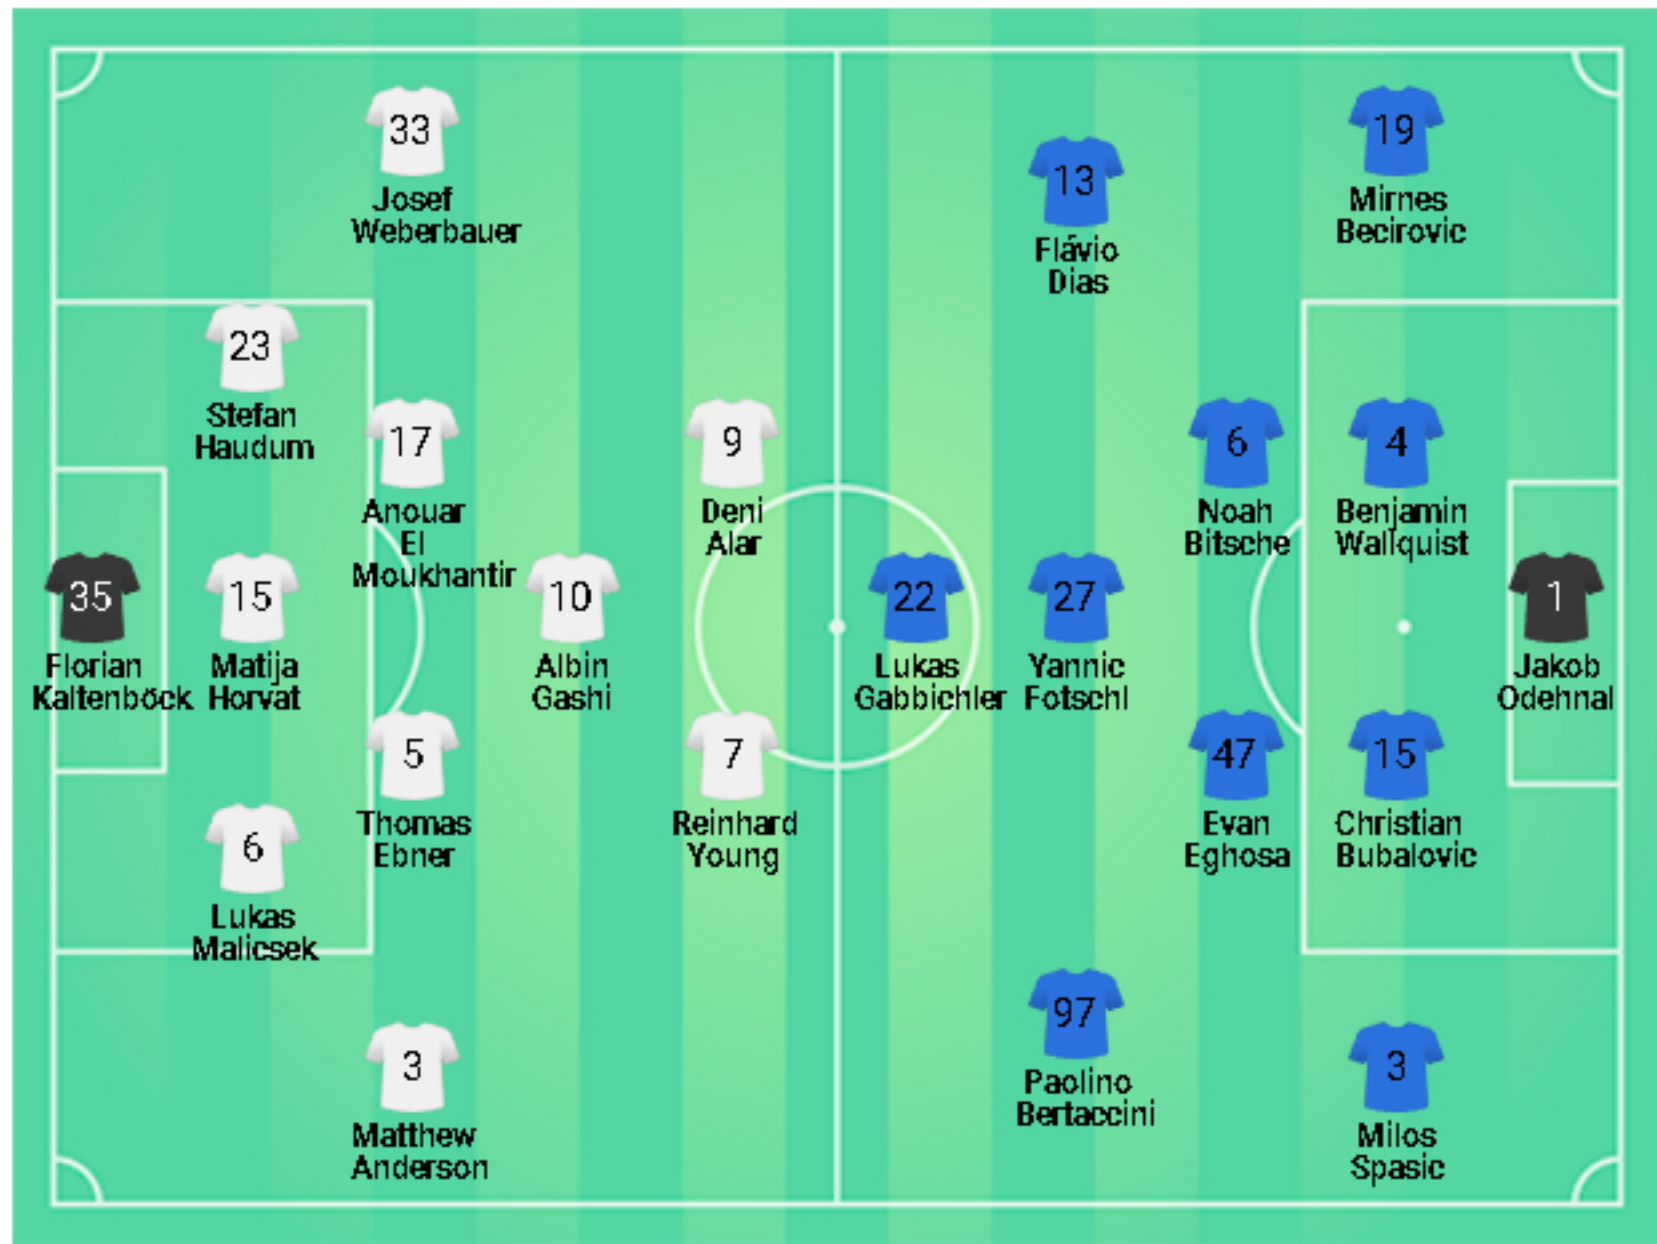 33
Josef
Weberbauer
19
Mirnes
Becirovic
13
Flávio
Dias
23
Stefan
Haudum
17
Anouar
El
Moukhantir
9
Deni
Alar
6
Noah
Bitsche
4
Benjamin
Wallquist
35
Florian
Kaltenböck
15
Matija
Horvat
10
Albin
Gashi
22
Lukas
Gabbichler
27
Yannic
Fotschl
1
Jakob
Odehnal
5
Thomas
Ebner
7
Reinhard
Young
47
Evan
Eghosa
15
Christian
Bubalovic
6
Lukas
Malicsek
97
Paolino
Bertaccini
3
Matthew
Anderson
3
Milos
Spasic